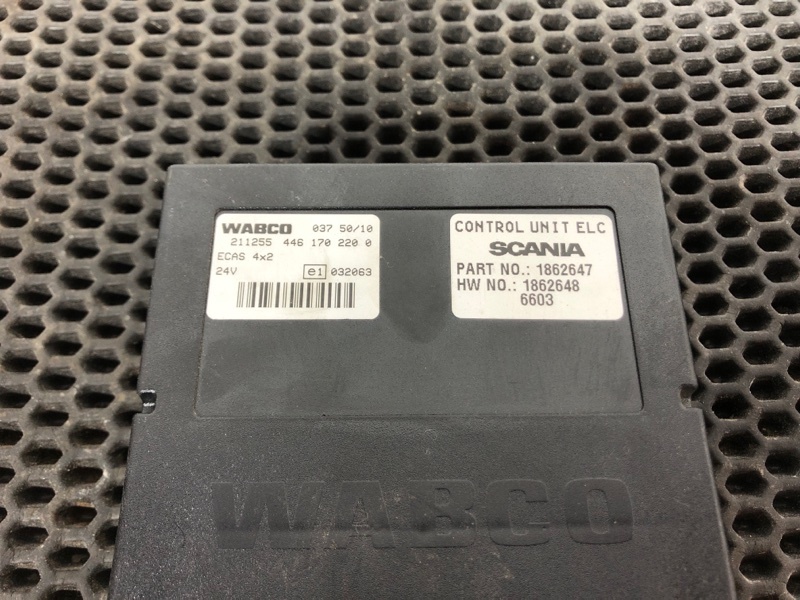 WABCO 037 50/10
211255 446 170 220 0
ECAS 4x2
24V e1 032063
CONTROL UNIT ELC
SCANIA
PART NO.: 1862647
HW NO.: 1862648
6603
WABCO